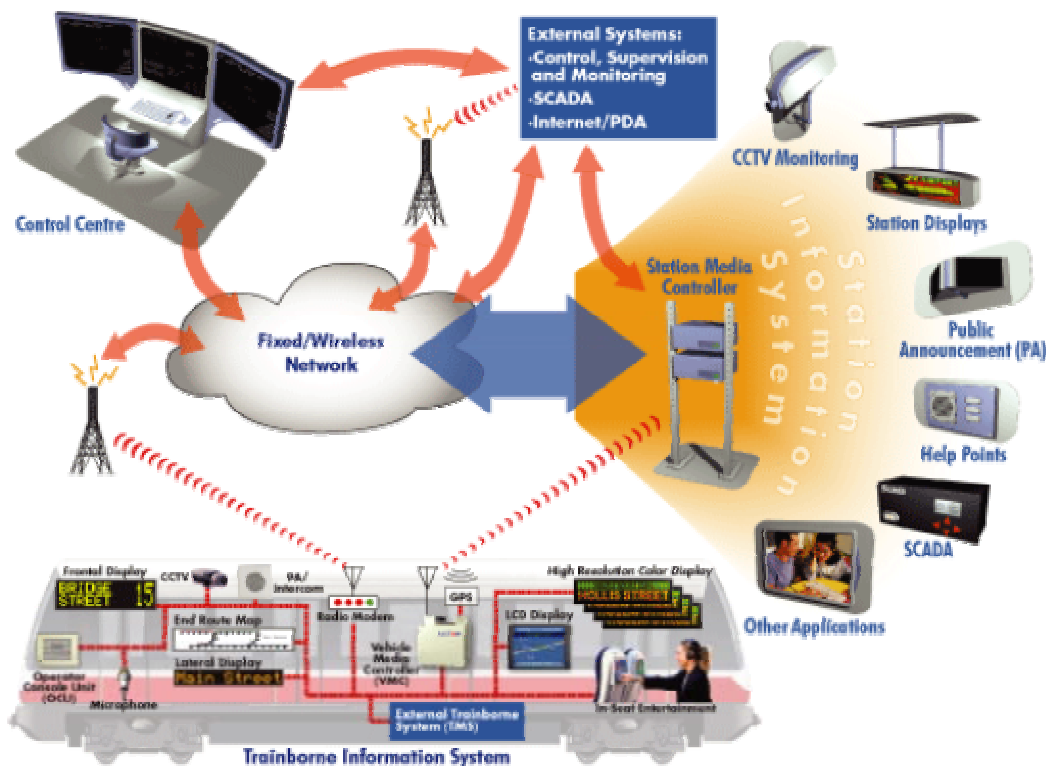 External Systems:
·Control, Supervision
and Monitoring
·SCADA
·Internet/PDA
CCTV Monitoring
Station Displays
Control Centre
Station Media
Controller
Station
Information
System
Fixed/Wireless
Network
Public
Announcement (PA)
Help Points
SCADA
Other Applications
Frontal Display
BRIDGE
STREET 15
CCTV
PA/
Intercom
Radio Modem
GPS
High Resolution Color Display
HOLLIS STREET
End Route Map
LCD Display
Operator
Console Unit
(OCU)
Microphone
Lateral Display
Main Street
Vehicle
Media
Controller
(VMC)
In-Seat Entertainment
External Trainborne
System (TMS)
Trainborne Information System